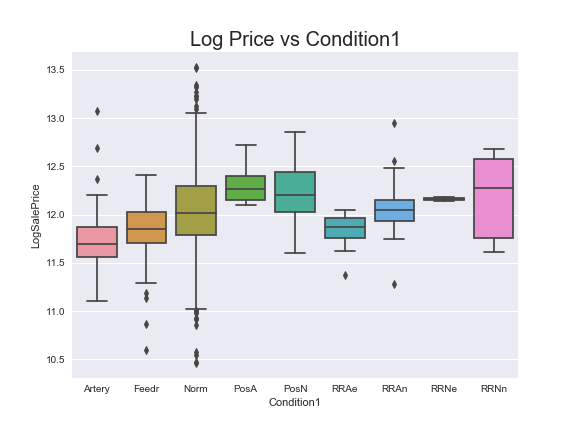 Log Price vs Condition1
13.5
13.0
12.5
12.0
11.5
11.0
10.5
LogSalePrice
Artery Feedr Norm PosA PosN RRAe RRAn RRNe RRNn
Condition1